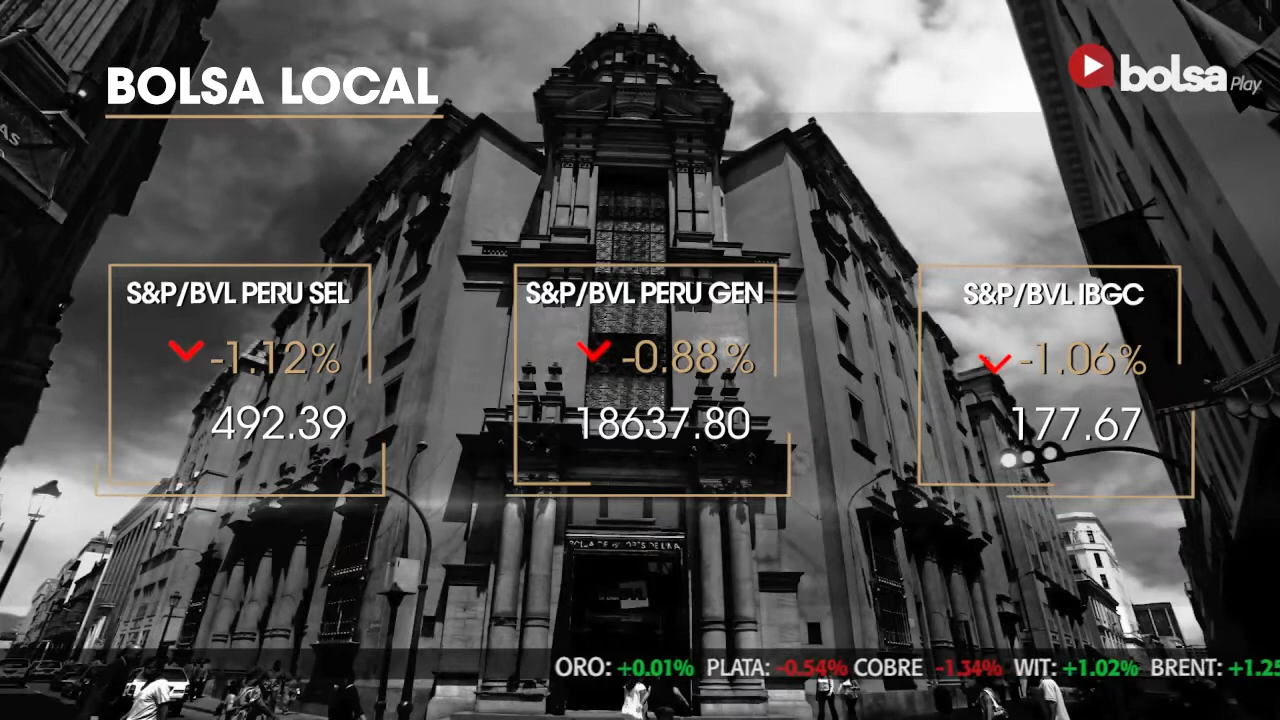 BOLSA LOCAL
bolsa Play
S&P/BVL PERU SEL
-1.12%
492.39
S&P/BVL PERU GEN
-0.88%
18637.80
S&P/BVL IBGC
-1.06%
177.67
ORO: +0.01% PLATA: -0.54% COBRE -1.34% WIT: +1.02% BRENT: +1.25